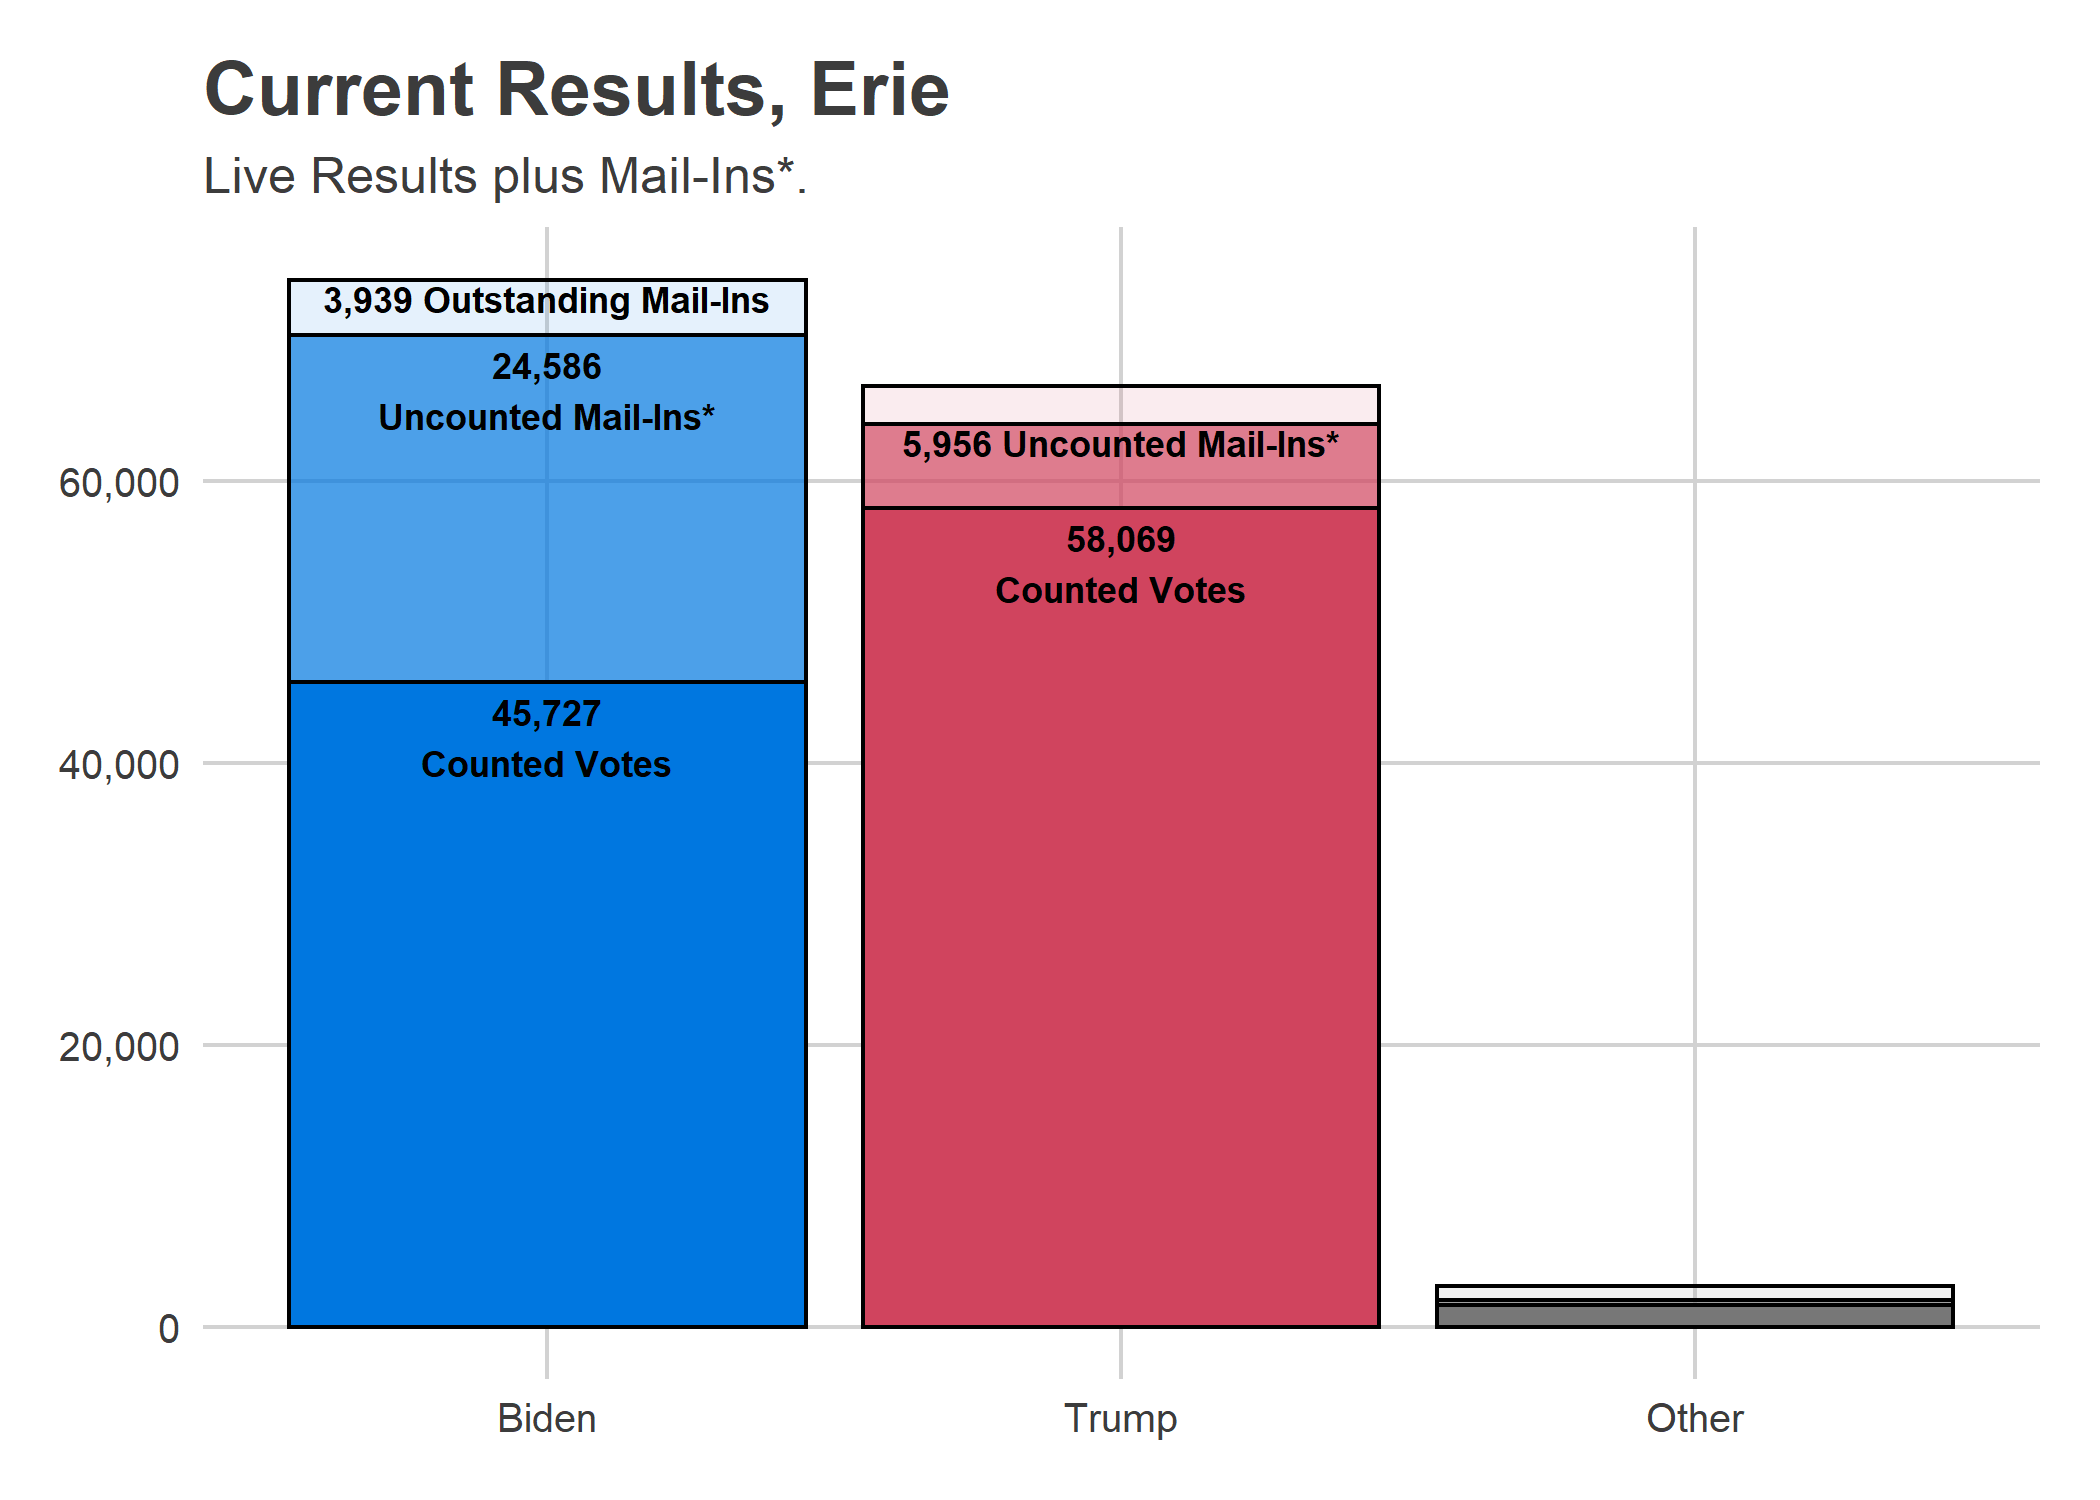 Current Results, Erie
Live Results plus Mail-Ins*.
3,939 Outstanding Mail-Ins
24,586
Uncounted Mail-Ins*
45,727
Counted Votes
5,956 Uncounted Mail-Ins*
58,069
Counted Votes
60,000
40,000
20,000
0
Biden
Trump
Other